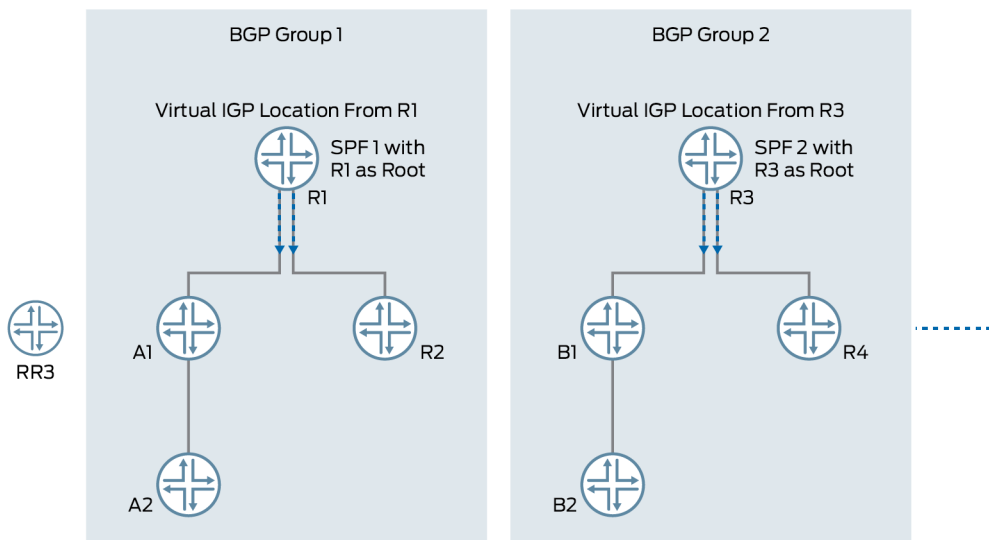 BGP Group 1
Virtual IGP Location From R1
SPF 1 with
R1 as Root
R1
A1
R2
A2
RR3
BGP Group 2
Virtual IGP Location From R3
SPF 2 with
R3 as Root
R3
B1
R4
B2